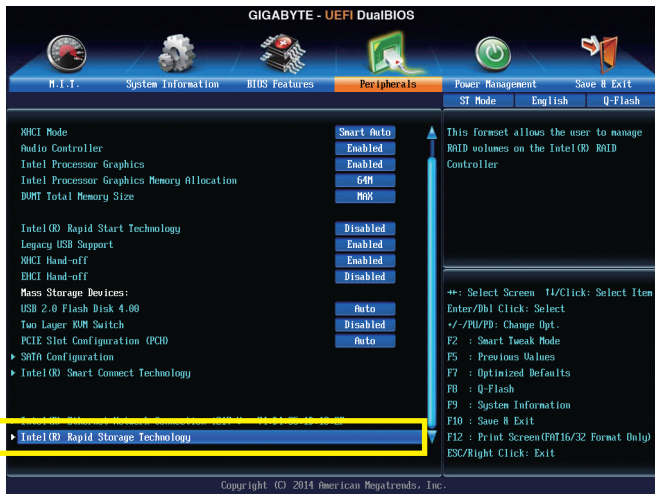 GIGABYTE - UEFI DualBIOS
M.I.T. System Information BIOS Features Peripherals Power Management Save & Exit
ST Mode English Q-Flash
XHCI Mode Smart Auto
Audio Controller Enabled
Intel Processor Graphics Enabled
Intel Processor Graphics Memory Allocation 64M
DVMT Total Memory Size MAX
Intel(R) Rapid Start Technology Disabled
Legacy USB Support Enabled
XHCI Hand-off Enabled
EHCI Hand-off Disabled
Mass Storage Devices:
USB 2.0 Flash Disk 4.00 Auto
Two Layer KVM Switch Disabled
PCIE Slot Configuration (PCH) Auto
SATA Configuration
Intel(R) Smart Connect Technology
Intel(R) Ethernet Network Connection
Intel(R) Rapid Storage Technology
This formset allows the user to manage
RAID volumes on the Intel(R) RAID
Controller
→←: Select Screen ↑↓/Click: Select Item
Enter/Dbl Click: Select
+/-/PU/PD: Change Opt.
F2 : Smart Tweak Mode
F5 : Previous Values
F7 : Optimized Defaults
F8 : Q-Flash
F9 : System Information
F10 : Save & Exit
F12 : Print Screen(FAT16/32 Format Only)
ESC/Right Click: Exit
Copyright (C) 2014 American Megatrends, Inc.